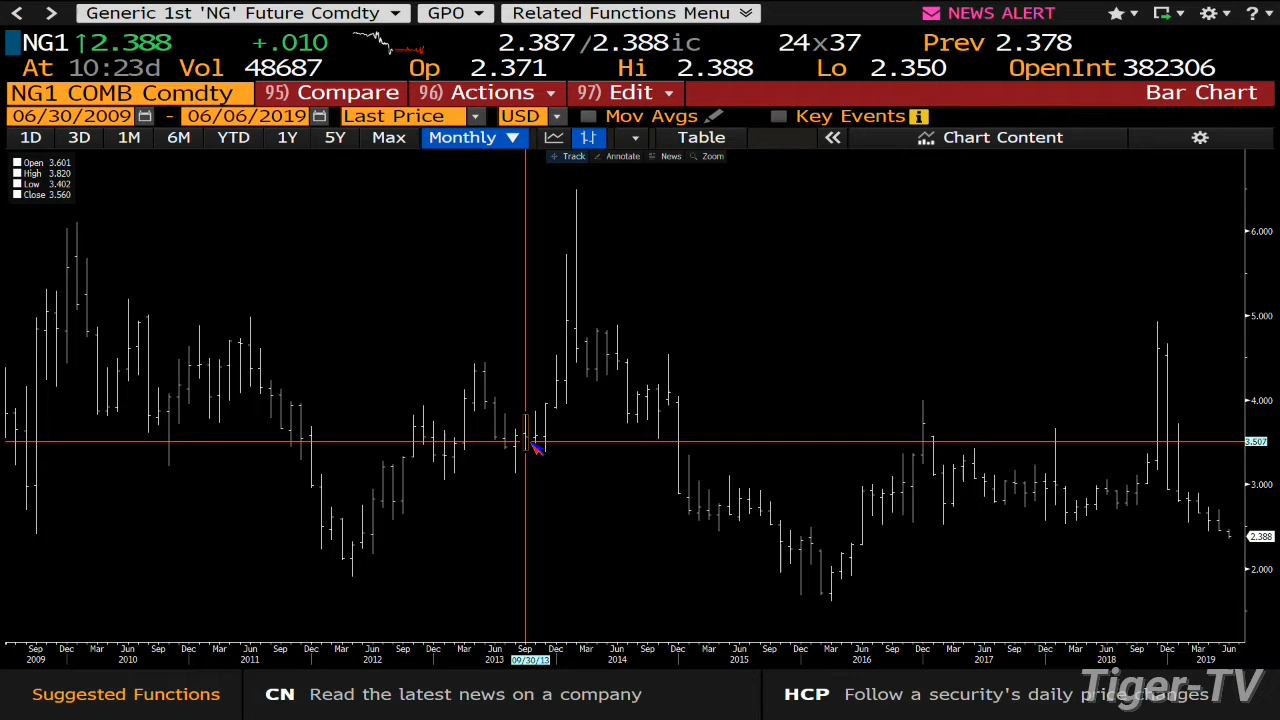 Generic 1st 'NG' Future Comdty GPO Related Functions Menu NEWS ALERT ?
NG1 ↑2.388 +.010 2.387/2.388ic 24x37 Prev 2.378
At 10:23d Vol 48687 Op 2.371 Hi 2.388 Lo 2.350 OpenInt 382306
NG1 COMB Comdty 95) Compare 96) Actions 97) Edit Bar Chart
06/30/2009 - 06/06/2019 Last Price USD Mov Avgs Key Events
1D 3D 1M 6M YTD 1Y 5Y Max Monthly ▼ Table « Chart Content
Track Annotate News Zoom
Open 3.601
High 3.820
Low 3.402
Close 3.560
6.000
5.000
4.000
3.507
3.000
2.388
2.000
Sep Dec Mar Jun Sep Dec Mar Jun Sep Dec Mar Jun Sep Dec Mar Jun Sep Dec Mar Jun Sep Dec Mar Jun Sep Dec Mar Jun Sep Dec Mar Jun Sep Dec Mar Jun Sep Dec Mar Jun
2009 2010 2011 2012 2013 09/30/13 2014 2015 2016 2017 2018 2019
Suggested Functions CN Read the latest news on a company HCP Follow a security's daily price changes
Tiger-TV